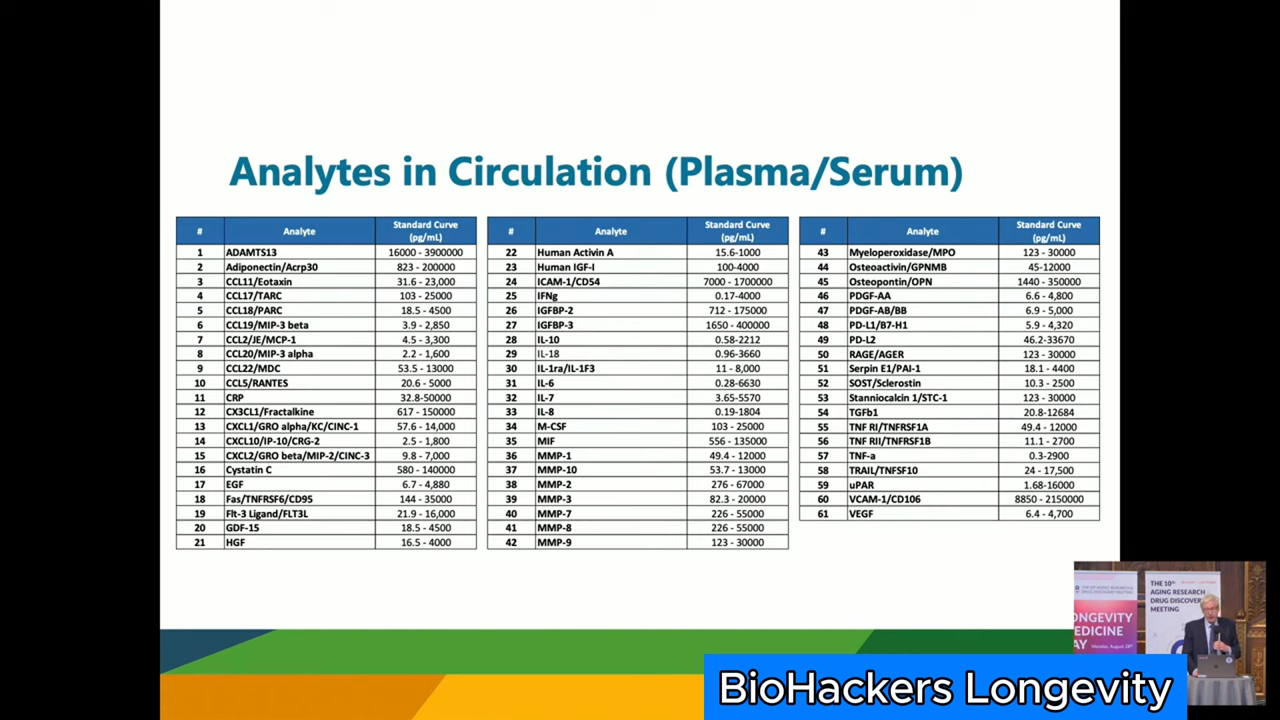 Analytes in Circulation (Plasma/Serum)
# Analyte Standard Curve (pg/mL)
1 ADAMTS13 16000 - 3900000
2 Adiponectin/Acrp30 823 - 200000
3 CCL11/Eotaxin 31.6 - 23,000
4 CCL17/TARC 103 - 25000
5 CCL18/PARC 18.5 - 4500
6 CCL19/MIP-3 beta 3.9 - 2,850
7 CCL2/JE/MCP-1 4.5 - 3,300
8 CCL20/MIP-3 alpha 2.2 - 1,600
9 CCL22/MDC 53.5 - 13000
10 CCL5/RANTES 20.6 - 5000
11 CRP 32.8-50000
12 CX3CL1/Fractalkine 617 - 150000
13 CXCL1/GRO alpha/KC/CINC-1 57.6 - 14,000
14 CXCL10/IP-10/CRG-2 2.5 - 1,800
15 CXCL2/GRO beta/MIP-2/CINC-3 9.8 - 7,000
16 Cystatin C 580 - 140000
17 EGF 6.7 - 4,880
18 Fas/TNFRSF6/CD95 144 - 35000
19 Flt-3 Ligand/FLT3L 21.9 - 16,000
20 GDF-15 18.5 - 4500
21 HGF 16.5 - 4000
# Analyte Standard Curve (pg/mL)
22 Human Activin A 15.6-1000
23 Human IGF-I 100-4000
24 ICAM-1/CD54 7000 - 1700000
25 IFNg 0.17-4000
26 IGFBP-2 712 - 175000
27 IGFBP-3 1650 - 400000
28 IL-10 0.58-2212
29 IL-18 0.96-3660
30 IL-1ra/IL-1F3 11 - 8,000
31 IL-6 0.28-6630
32 IL-7 3.65-5570
33 IL-8 0.19-1804
34 M-CSF 103 - 25000
35 MIF 556 - 135000
36 MMP-1 49.4 - 12000
37 MMP-10 53.7 - 13000
38 MMP-2 276 - 67000
39 MMP-3 82.3 - 20000
40 MMP-7 226 - 55000
41 MMP-8 226 - 55000
42 MMP-9 123 - 30000
# Analyte Standard Curve (pg/mL)
43 Myeloperoxidase/MPO 123 - 30000
44 Osteoactivin/GPNMB 45-12000
45 Osteopontin/OPN 1440 - 350000
46 PDGF-AA 6.6 - 4,800
47 PDGF-AB/BB 6.9 - 5,000
48 PD-L1/B7-H1 5.9 - 4,320
49 PD-L2 46.2-33670
50 RAGE/AGER 123 - 30000
51 Serpin E1/PAI-1 18.1 - 4400
52 SOST/Sclerostin 10.3 - 2500
53 Stanniocalcin 1/STC-1 123 - 30000
54 TGFb1 20.8-12684
55 TNF RI/TNFRSF1A 49.4 - 12000
56 TNF RII/TNFRSF1B 11.1 - 2700
57 TNF-a 0.3-2900
58 TRAIL/TNFSF10 24 - 17,500
59 uPAR 1.68-16000
60 VCAM-1/CD106 8850 - 2150000
61 VEGF 6.4 - 4,700
THE 10th
AGING RESEARCH
DRUG DISCOVER
MEETING
ONGEVITY
EDICINE
AY
BioHackers Longevity